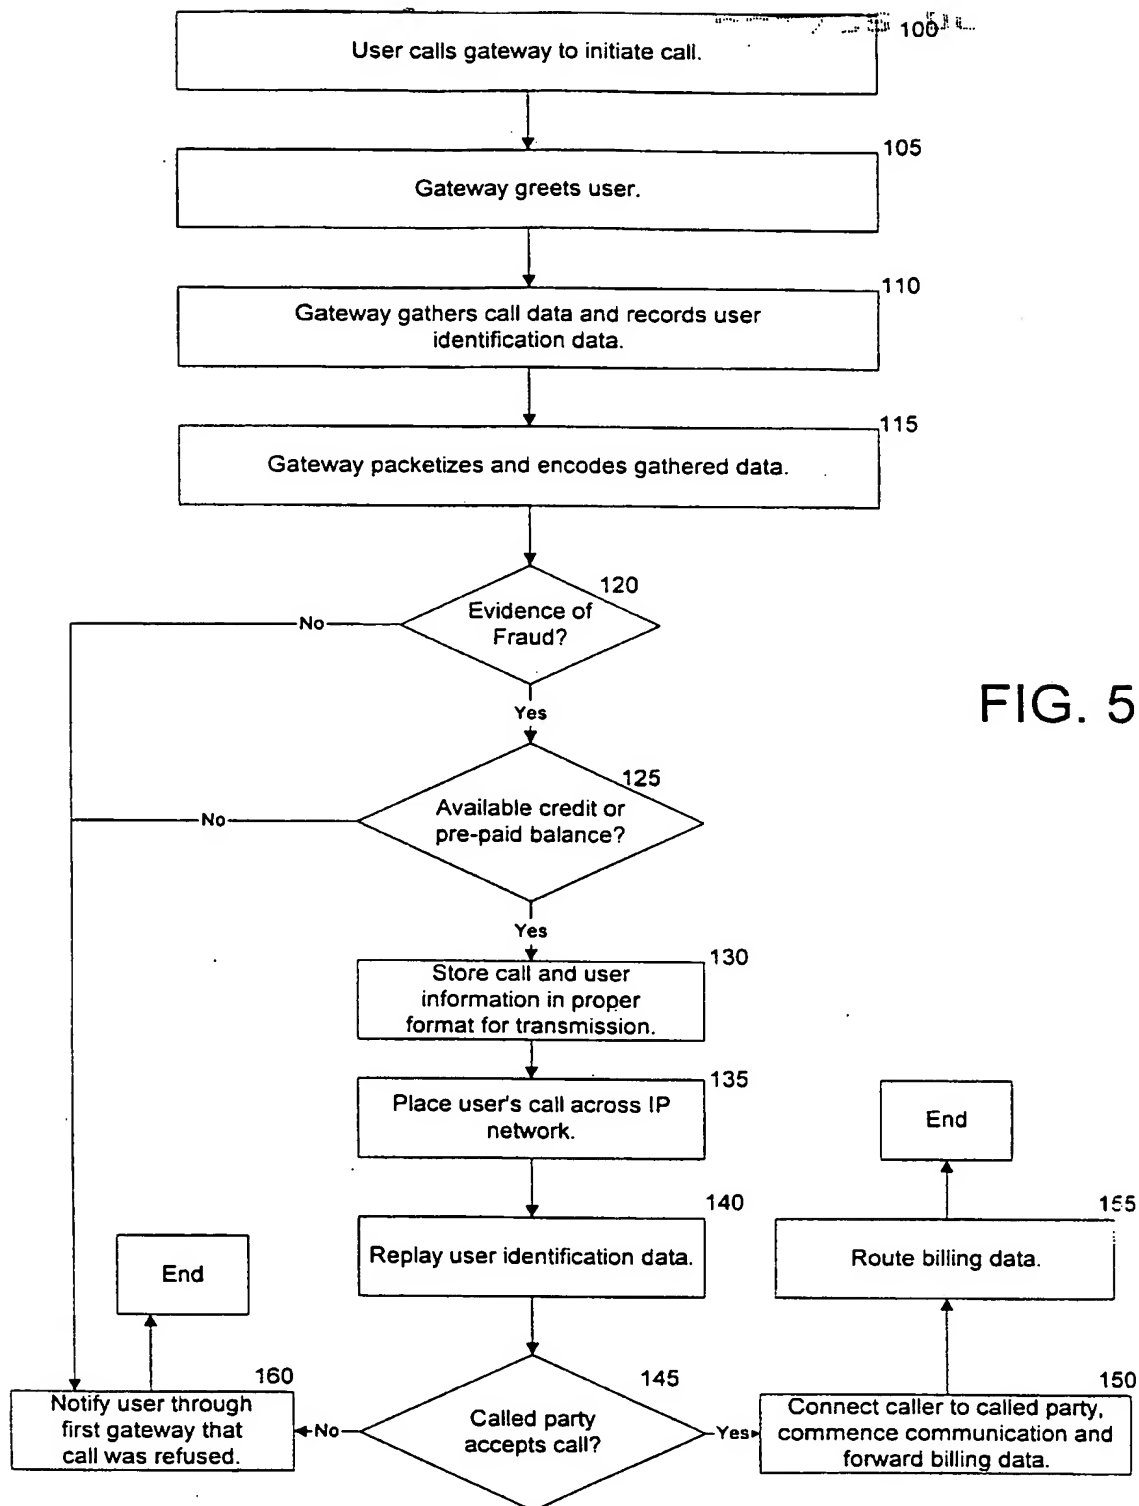 100
User calls gateway to initiate call.
105
Gateway greets user.
110
Gateway gathers call data and records user
identification data.
115
Gateway packetizes and encodes gathered data.
120
Evidence of
Fraud?
No
Yes
FIG. 5
125
Available credit or
pre-paid balance?
No
Yes
130
Store call and user
information in proper
format for transmission.
135
Place user's call across IP
network.
End
140
Replay user identification data.
155
Route billing data.
End
160
Notify user through
first gateway that
call was refused.
145
Called party
accepts call?
No
Yes
150
Connect caller to called party,
commence communication and
forward billing data.